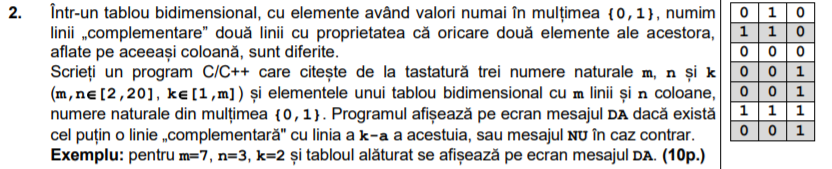 2. Într-un tablou bidimensional, cu elemente având valori numai în mulțimea {0,1}, numim
linii „complementare” două linii cu proprietatea că oricare două elemente ale acestora,
aflate pe aceeași coloană, sunt diferite.
Scrieți un program C/C++ care citește de la tastatură trei numere naturale m, n și k
(m,n∈[2,20], k∈[1,m]) și elementele unui tablou bidimensional cu m linii și n coloane,
numere naturale din mulțimea {0,1}. Programul afișează pe ecran mesajul DA dacă există
cel puțin o linie „complementară" cu linia a k-a a acestuia, sau mesajul NU în caz contrar.
Exemplu: pentru m=7, n=3, k=2 și tabloul alăturat se afișează pe ecran mesajul DA. (10p.)
0 1 0
1 1 0
0 0 0
0 0 1
0 0 1
1 1 1
0 0 1